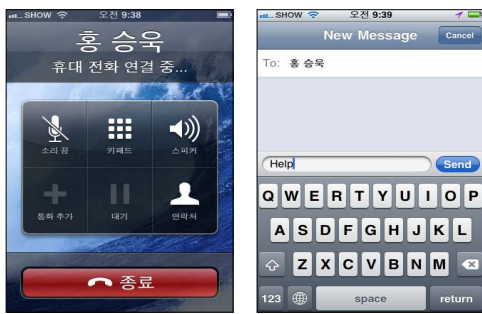 SHOW 오전 9:38
홍 승욱
휴대 전화 연결 중...
소리 끔 키패드 스피커
통화 추가 대기 연락처
종료
SHOW 오전 9:39
New Message Cancel
To: 홍 승욱
Help Send
Q W E R T Y U I O P
A S D F G H J K L
Z X C V B N M
123 space return